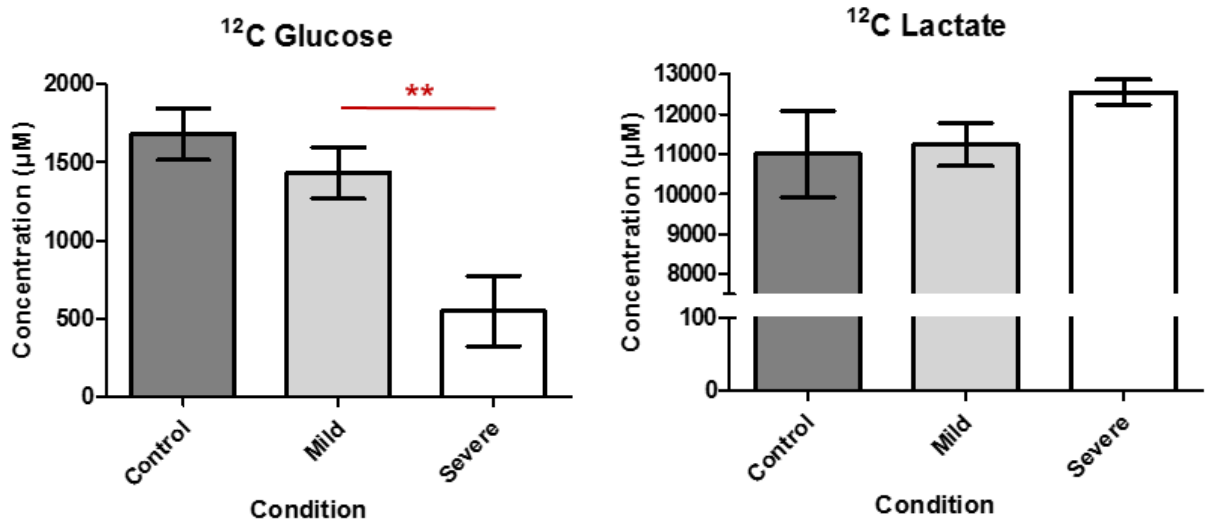 ¹²C Glucose
Concentration (µM)
2000
1500
1000
500
0
**
Control
Mild
Severe
Condition
¹²C Lactate
Concentration (µM)
13000
12000
11000
10000
9000
8000
100
0
Control
Mild
Severe
Condition